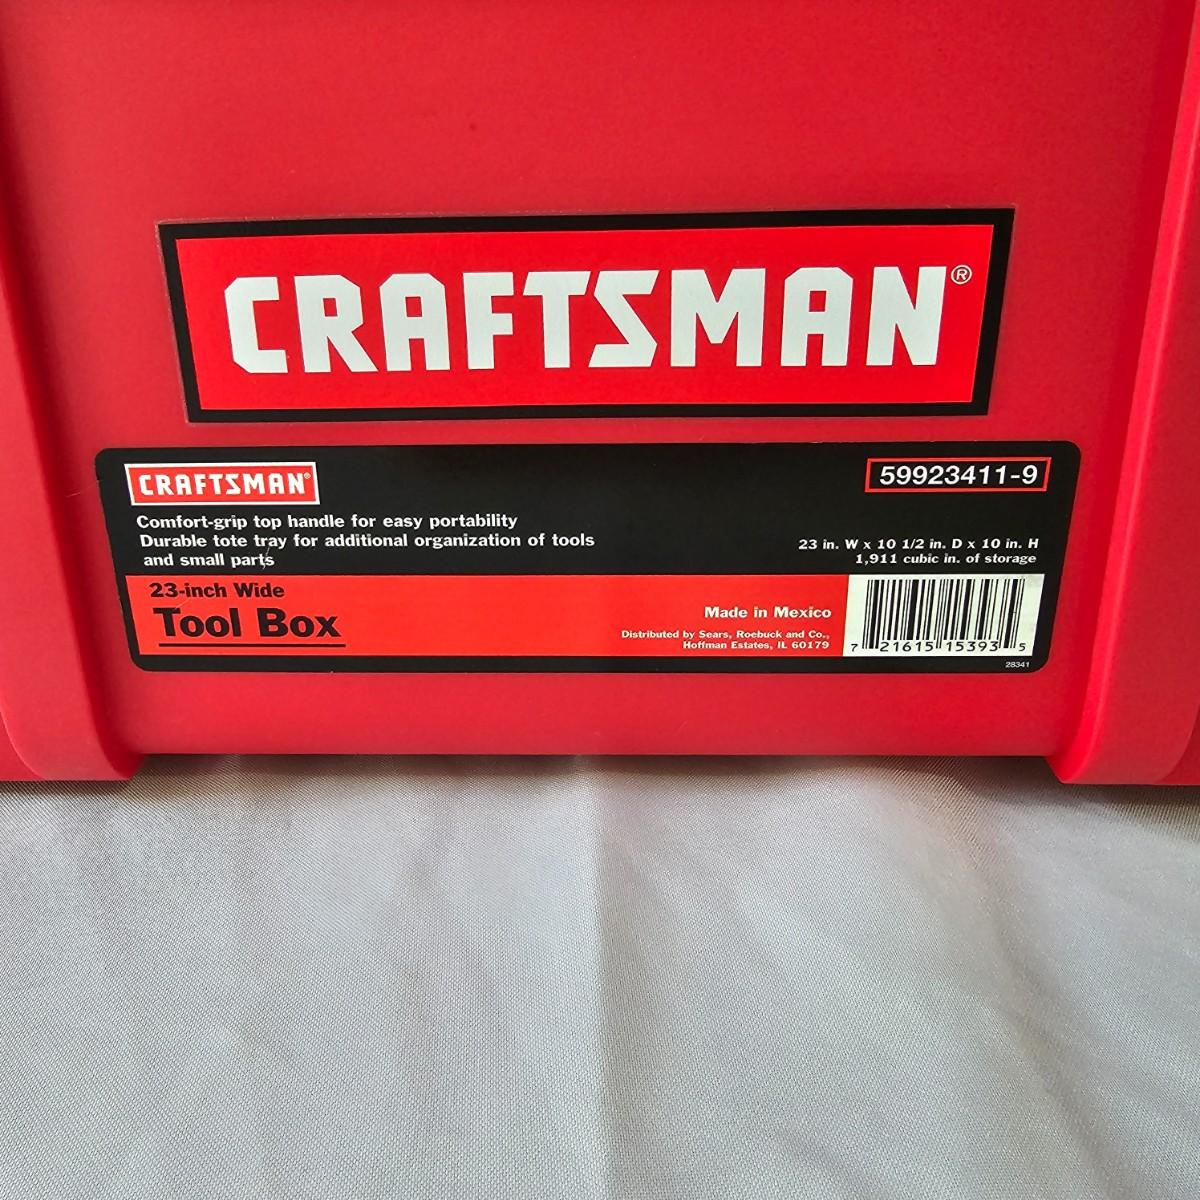 CRAFTSMAN®
CRAFTSMAN®
59923411-9
Comfort-grip top handle for easy portability
Durable tote tray for additional organization of tools
and small parts
23 in. W x 10 1/2 in. D x 10 in. H
1,911 cubic in. of storage
23-inch Wide
Tool Box
Made in Mexico
Distributed by Sears, Roebuck and Co.,
Hoffman Estates, IL 60179
7 21615 15393 5
28341